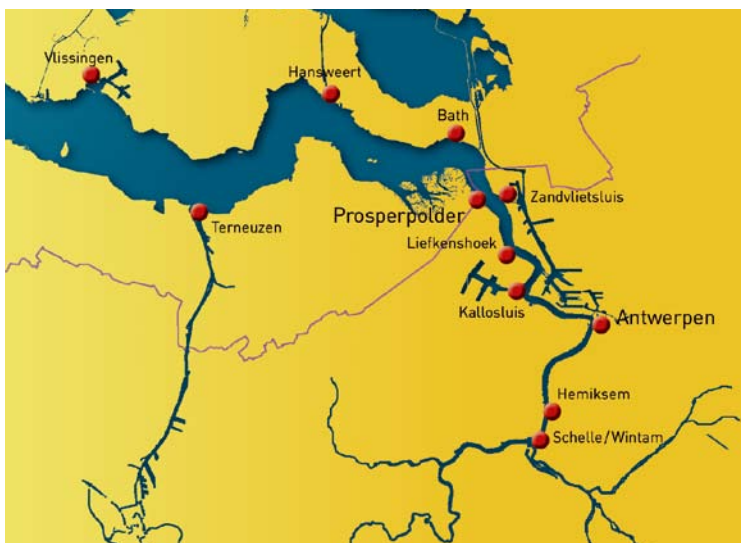 Vlissingen
Hansweert
Bath
Zandvlietsluis
Prosperpolder
Terneuzen
Liefkenshoek
Kallosluis
Antwerpen
Hemiksem
Schelle/Wintam